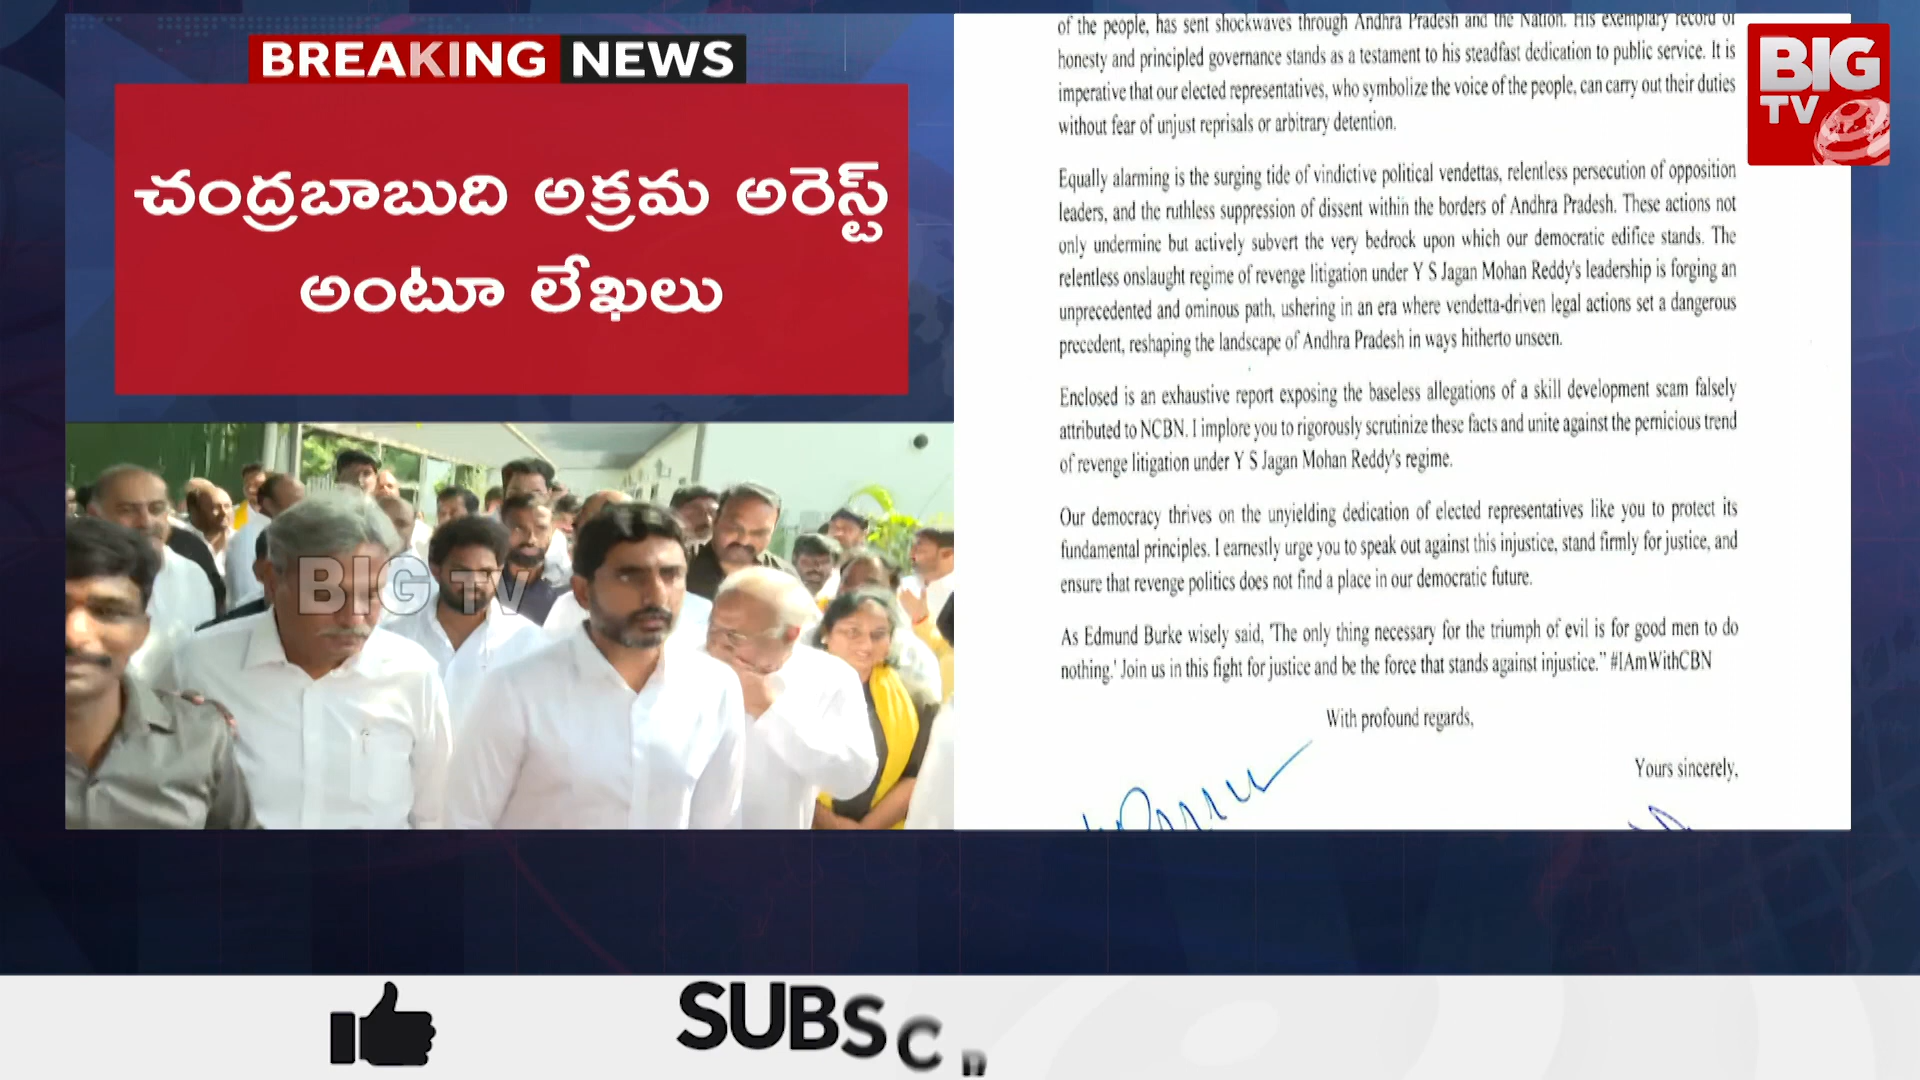 BREAKING NEWS
చంద్రబాబుది అక్రమ అరెస్ట్
అంటూ లేఖలు
BIG TV
of the people, has sent shockwaves through Andhra Pradesh and the Nation. His exemplary record of
honesty and principled governance stands as a testament to his steadfast dedication to public service. It is
imperative that our elected representatives, who symbolize the voice of the people, can carry out their duties
without fear of unjust reprisals or arbitrary detention.
Equally alarming is the surging tide of vindictive political vendettas, relentless persecution of opposition
leaders, and the ruthless suppression of dissent within the borders of Andhra Pradesh. These actions not
only undermine but actively subvert the very bedrock upon which our democratic edifice stands. The
relentless onslaught regime of revenge litigation under Y S Jagan Mohan Reddy's leadership is forging an
unprecedented and ominous path, ushering in an era where vendetta-driven legal actions set a dangerous
precedent, reshaping the landscape of Andhra Pradesh in ways hitherto unseen.
Enclosed is an exhaustive report exposing the baseless allegations of a skill development scam falsely
attributed to NCBN. I implore you to rigorously scrutinize these facts and unite against the pernicious trend
of revenge litigation under Y S Jagan Mohan Reddy's regime.
Our democracy thrives on the unyielding dedication of elected representatives like you to protect its
fundamental principles. I earnestly urge you to speak out against this injustice, stand firmly for justice, and
ensure that revenge politics does not find a place in our democratic future.
As Edmund Burke wisely said, 'The only thing necessary for the triumph of evil is for good men to do
nothing.' Join us in this fight for justice and be the force that stands against injustice." #IAmWithCBN
With profound regards,
Yours sincerely,
BIG
TV
SUBSC